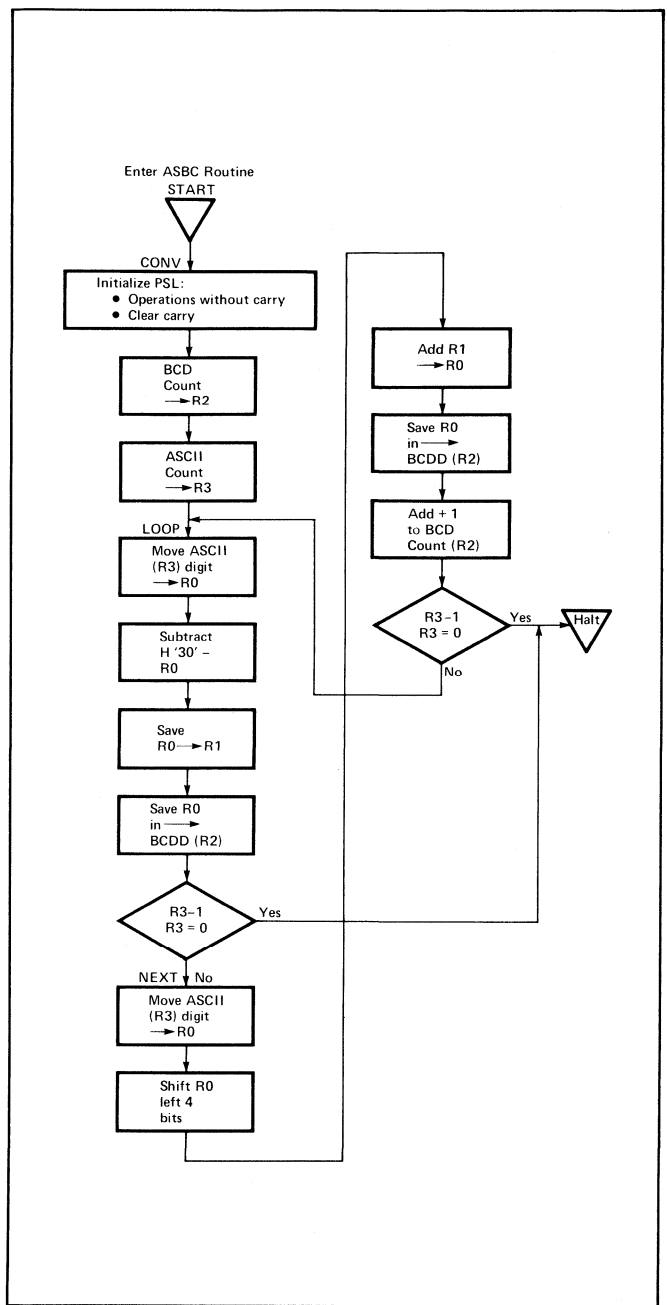 Enter ASBC Routine
START
CONV
Initialize PSL:
• Operations without carry
• Clear carry
BCD
Count
→ R2
ASCII
Count
→ R3
LOOP
Move ASCII
(R3) digit
→ R0
Subtract
H '30' –
R0
Save
R0 → R1
Save R0
in →
BCDD (R2)
R3–1
R3 = 0
Yes
NEXT No
Move ASCII
(R3) digit
→ R0
Shift R0
left 4
bits
Add R1
→ R0
Save R0
in →
BCDD (R2)
Add + 1
to BCD
Count (R2)
R3–1
R3 = 0
Yes
No
Halt